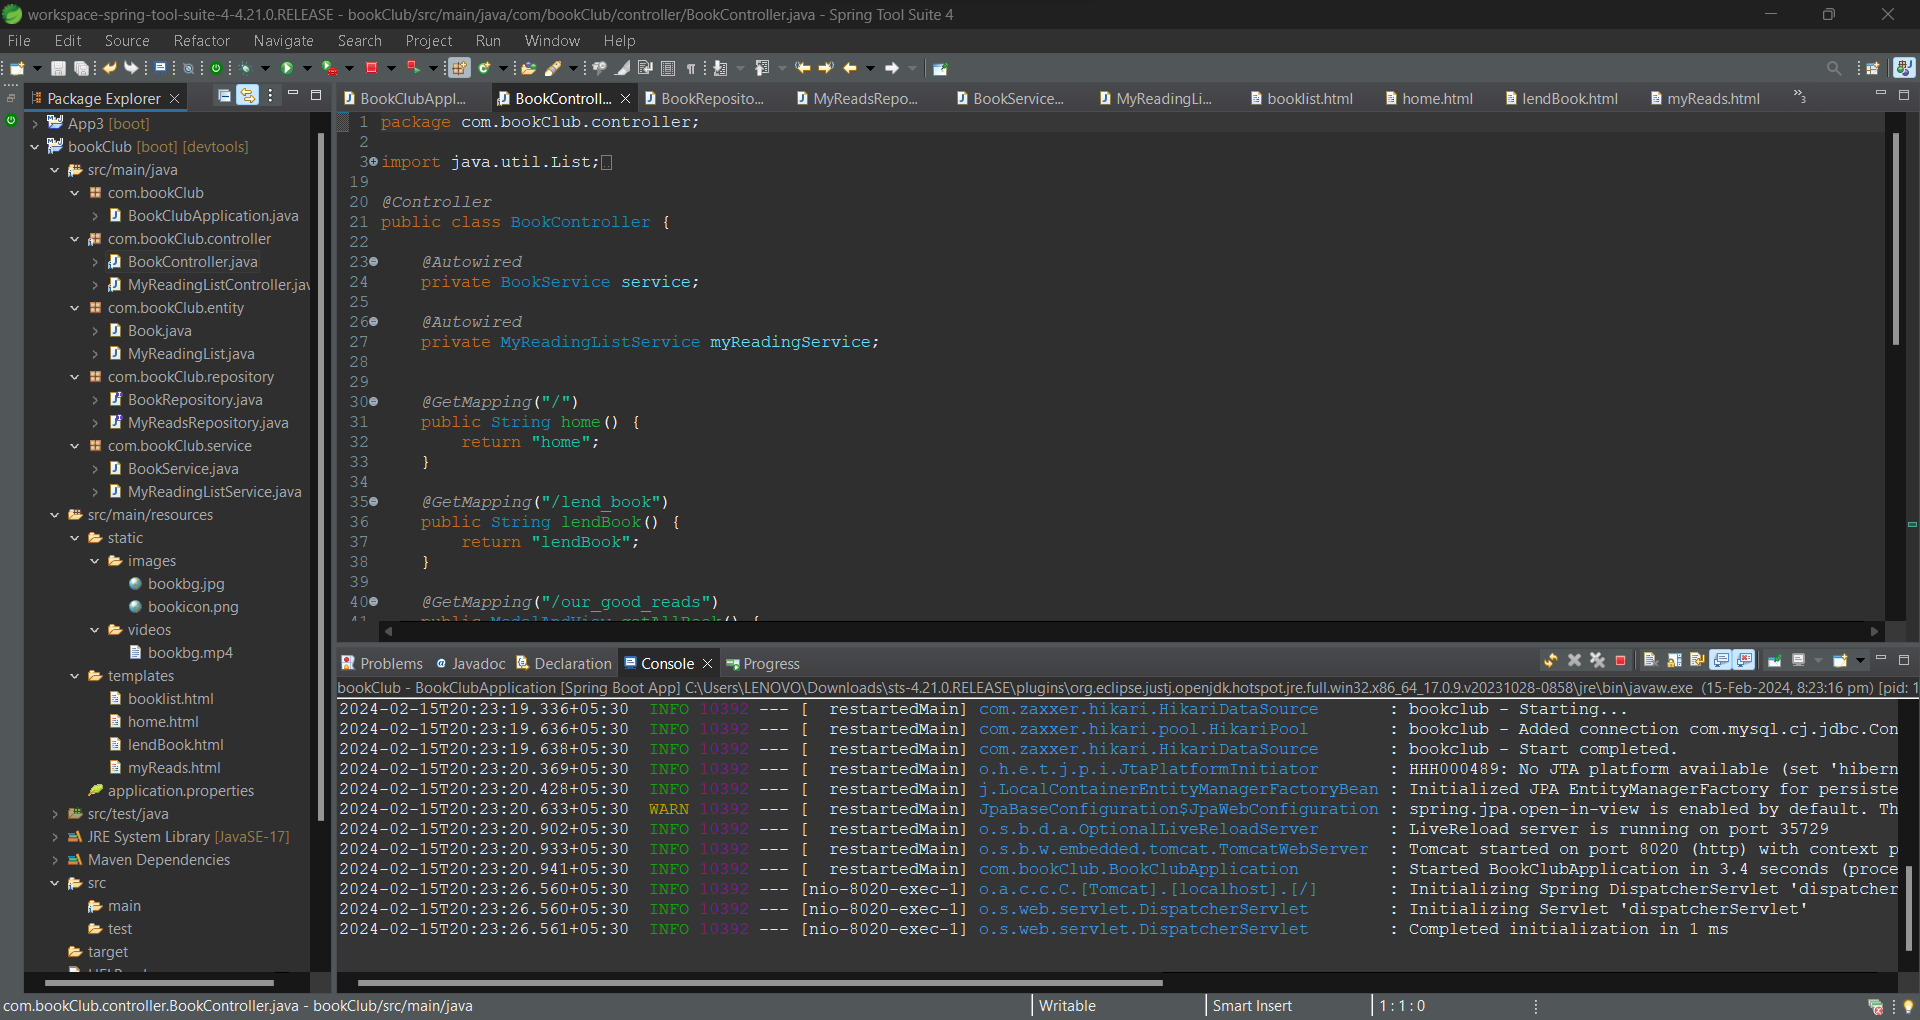 workspace-spring-tool-suite-4-4.21.0.RELEASE - bookClub/src/main/java/com/bookClub/controller/BookController.java - Spring Tool Suite 4
File Edit Source Refactor Navigate Search Project Run Window Help
Package Explorer
BookClubAppl... BookControll... BookReposito... MyReadsRepo... BookService... MyReadingLi... booklist.html home.html lendBook.html myReads.html »3
App3 [boot]
bookClub [boot] [devtools]
src/main/java
com.bookClub
BookClubApplication.java
com.bookClub.controller
BookController.java
MyReadingListController.jav
com.bookClub.entity
Book.java
MyReadingList.java
com.bookClub.repository
BookRepository.java
MyReadsRepository.java
com.bookClub.service
BookService.java
MyReadingListService.java
src/main/resources
static
images
bookbg.jpg
bookicon.png
videos
bookbg.mp4
templates
booklist.html
home.html
lendBook.html
myReads.html
application.properties
src/test/java
JRE System Library [JavaSE-17]
Maven Dependencies
src
main
test
target
1 package com.bookClub.controller;
2
3 import java.util.List;
19
20 @Controller
21 public class BookController {
22
23 @Autowired
24 private BookService service;
25
26 @Autowired
27 private MyReadingListService myReadingService;
28
29
30 @GetMapping("/")
31 public String home() {
32 return "home";
33 }
34
35 @GetMapping("/lend_book")
36 public String lendBook() {
37 return "lendBook";
38 }
39
40 @GetMapping("/our_good_reads")
41 public ModelAndView getAllBook() {
Problems Javadoc Declaration Console Progress
bookClub - BookClubApplication [Spring Boot App] C:\Users\LENOVO\Downloads\sts-4.21.0.RELEASE\plugins\org.eclipse.justj.openjdk.hotspot.jre.full.win32.x86_64_17.0.9.v20231028-0858\jre\bin\javaw.exe (15-Feb-2024, 8:23:16 pm) [pid: 1
2024-02-15T20:23:19.336+05:30 INFO 10392 --- [ restartedMain] com.zaxxer.hikari.HikariDataSource : bookclub - Starting...
2024-02-15T20:23:19.636+05:30 INFO 10392 --- [ restartedMain] com.zaxxer.hikari.pool.HikariPool : bookclub - Added connection com.mysql.cj.jdbc.Con
2024-02-15T20:23:19.638+05:30 INFO 10392 --- [ restartedMain] com.zaxxer.hikari.HikariDataSource : bookclub - Start completed.
2024-02-15T20:23:20.369+05:30 INFO 10392 --- [ restartedMain] o.h.e.t.j.p.i.JtaPlatformInitiator : HHH000489: No JTA platform available (set 'hibern
2024-02-15T20:23:20.428+05:30 INFO 10392 --- [ restartedMain] j.LocalContainerEntityManagerFactoryBean : Initialized JPA EntityManagerFactory for persiste
2024-02-15T20:23:20.633+05:30 WARN 10392 --- [ restartedMain] JpaBaseConfiguration$JpaWebConfiguration : spring.jpa.open-in-view is enabled by default. Th
2024-02-15T20:23:20.902+05:30 INFO 10392 --- [ restartedMain] o.s.b.d.a.OptionalLiveReloadServer : LiveReload server is running on port 35729
2024-02-15T20:23:20.933+05:30 INFO 10392 --- [ restartedMain] o.s.b.w.embedded.tomcat.TomcatWebServer : Tomcat started on port 8020 (http) with context p
2024-02-15T20:23:20.941+05:30 INFO 10392 --- [ restartedMain] com.bookClub.BookClubApplication : Started BookClubApplication in 3.4 seconds (proce
2024-02-15T20:23:26.560+05:30 INFO 10392 --- [nio-8020-exec-1] o.a.c.c.C.[Tomcat].[localhost].[/] : Initializing Spring DispatcherServlet 'dispatcher
2024-02-15T20:23:26.560+05:30 INFO 10392 --- [nio-8020-exec-1] o.s.web.servlet.DispatcherServlet : Initializing Servlet 'dispatcherServlet'
2024-02-15T20:23:26.561+05:30 INFO 10392 --- [nio-8020-exec-1] o.s.web.servlet.DispatcherServlet : Completed initialization in 1 ms
com.bookClub.controller.BookController.java - bookClub/src/main/java
Writable
Smart Insert
1 : 1 : 0